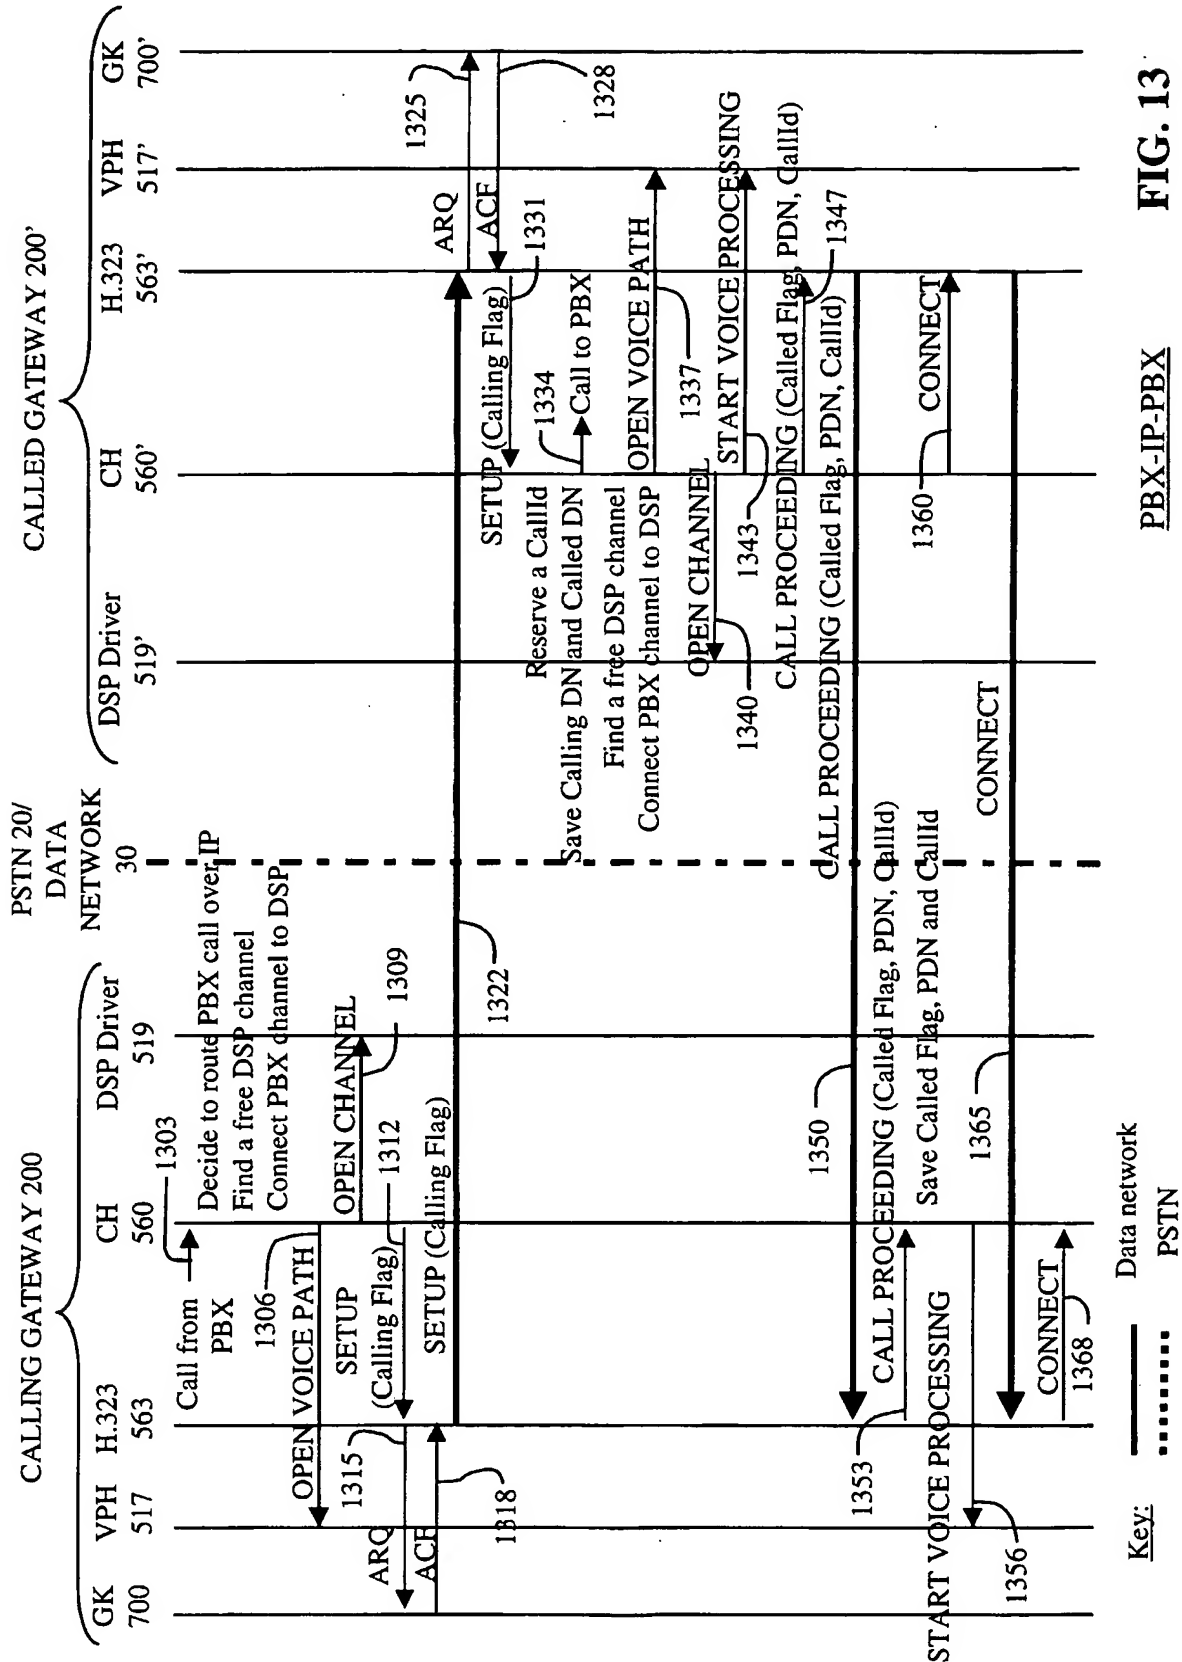 CALLING GATEWAY 200
PSTN 20/
DATA
NETWORK
30
CALLED GATEWAY 200'
GK
700
VPH
517
H.323
563
CH
560
DSP Driver
519
DSP Driver
519'
CH
560'
H.323
563'
VPH
517'
GK
700'
Call from
PBX
1303
Decide to route PBX call over IP
Find a free DSP channel
Connect PBX channel to DSP
1306
OPEN VOICE PATH
OPEN CHANNEL
1309
SETUP
(Calling Flag)
1312
1315
ARQ
ACF
1318
SETUP (Calling Flag)
1322
ARQ
1325
ACF
1328
SETUP (Calling Flag)
1331
Reserve a CallId
Save Calling DN and Called DN
Find a free DSP channel
Connect PBX channel to DSP
1334
Call to PBX
OPEN VOICE PATH
1337
OPEN CHANNEL
1340
START VOICE PROCESSING
1343
CALL PROCEEDING (Called Flag, PDN, CallId)
1347
CALL PROCEEDING (Called Flag, PDN, CallId)
1350
CALL PROCEEDING (Called Flag, PDN, CallId)
1353
Save Called Flag, PDN and CallId
START VOICE PROCESSING
1356
CONNECT
1360
CONNECT
1365
CONNECT
1368
Key:
Data network
PSTN
PBX-IP-PBX
FIG. 13